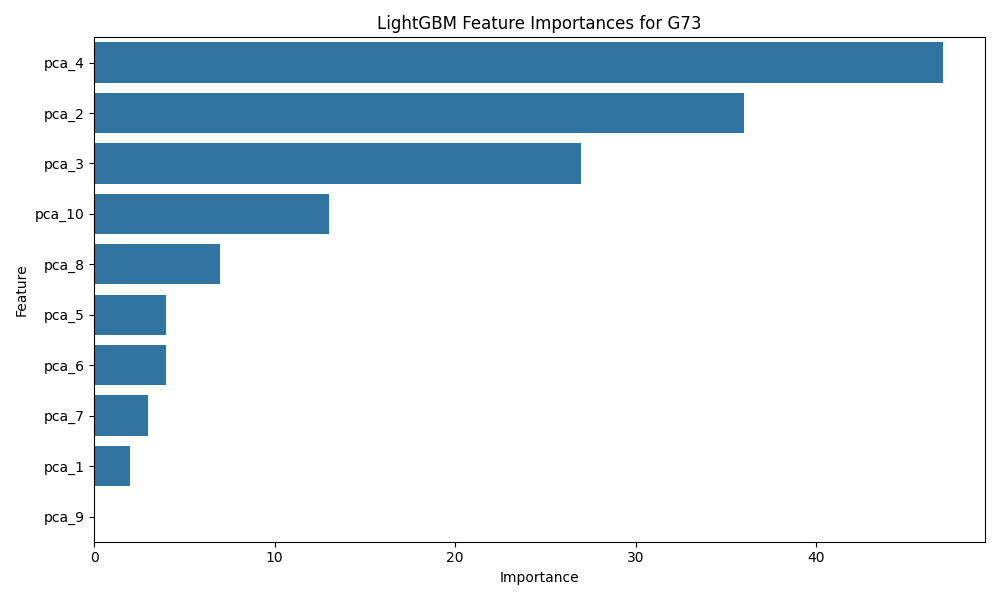 LightGBM Feature Importances for G73
pca_4
pca_2
pca_3
pca_10
pca_8
pca_5
pca_6
pca_7
pca_1
pca_9
Feature
0 10 20 30 40
Importance